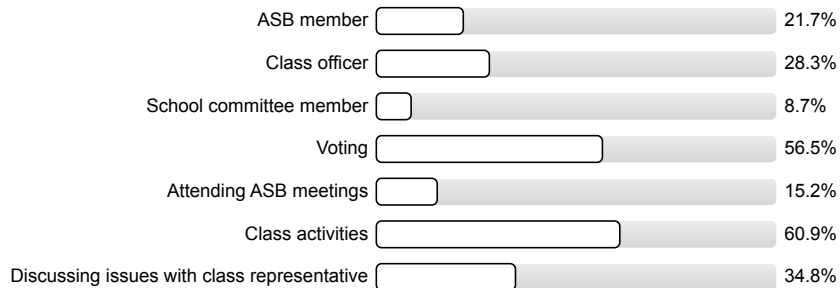 ASB member 21.7%
Class officer 28.3%
School committee member 8.7%
Voting 56.5%
Attending ASB meetings 15.2%
Class activities 60.9%
Discussing issues with class representative 34.8%